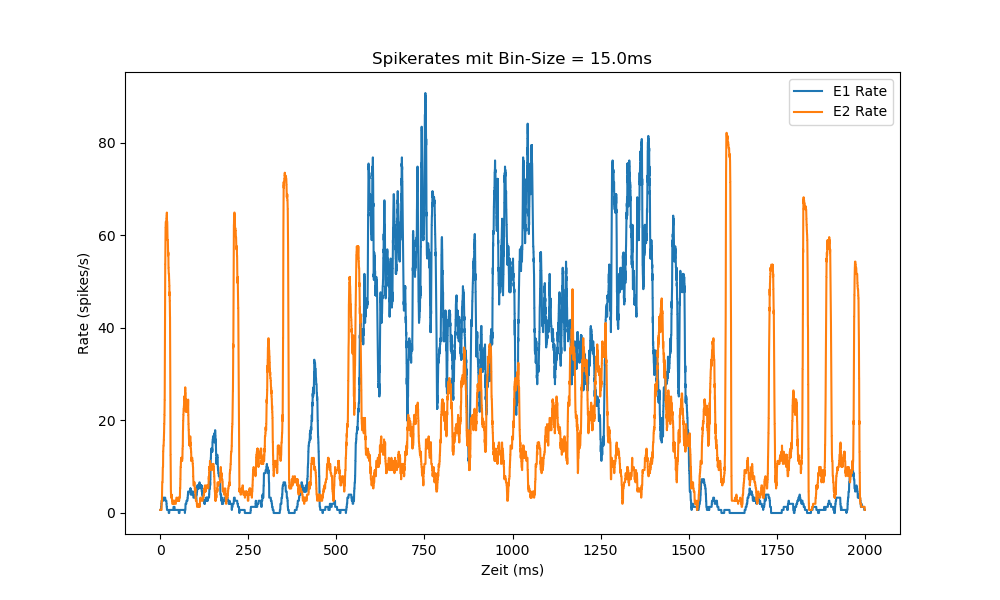 Spikerates mit Bin-Size = 15.0ms
E1 Rate
E2 Rate
Rate (spikes/s)
80
60
40
20
0
0 250 500 750 1000 1250 1500 1750 2000
Zeit (ms)